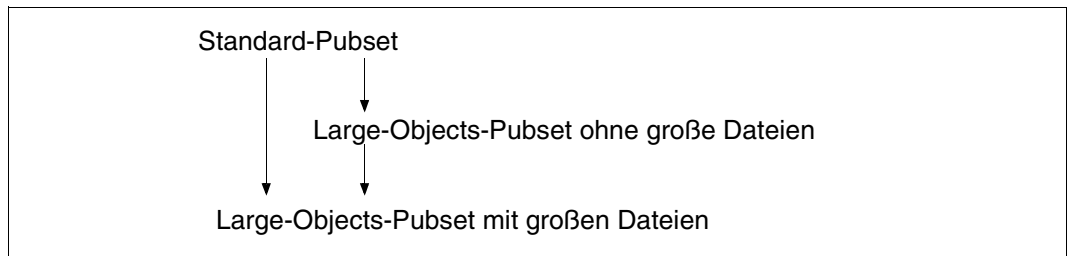 Standard-Pubset
Large-Objects-Pubset ohne große Dateien
Large-Objects-Pubset mit großen Dateien